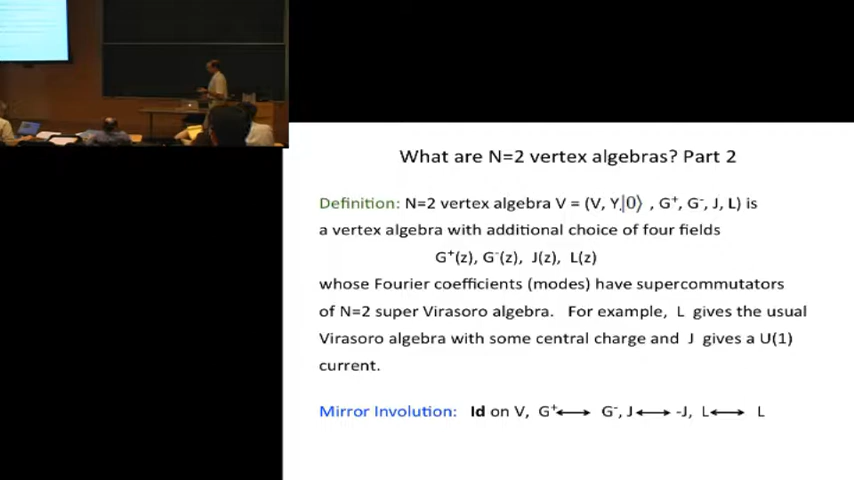 What are N=2 vertex algebras? Part 2
Definition: N=2 vertex algebra V = (V, Y,|0⟩ , G⁺, G⁻, J, L) is
a vertex algebra with additional choice of four fields
G⁺(z), G⁻(z), J(z), L(z)
whose Fourier coefficients (modes) have supercommutators
of N=2 super Virasoro algebra. For example, L gives the usual
Virasoro algebra with some central charge and J gives a U(1)
current.
Mirror Involution: Id on V, G⁺⟷ G⁻, J⟷ -J, L⟷ L